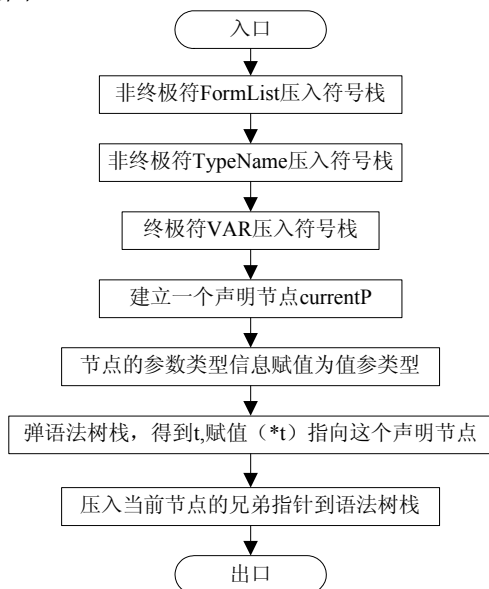 入口
非终极符FormList压入符号栈
非终极符TypeName压入符号栈
终极符VAR压入符号栈
建立一个声明节点currentP
节点的参数类型信息赋值为值参类型
弹语法树栈，得到t,赋值（*t）指向这个声明节点
压入当前节点的兄弟指针到语法树栈
出口